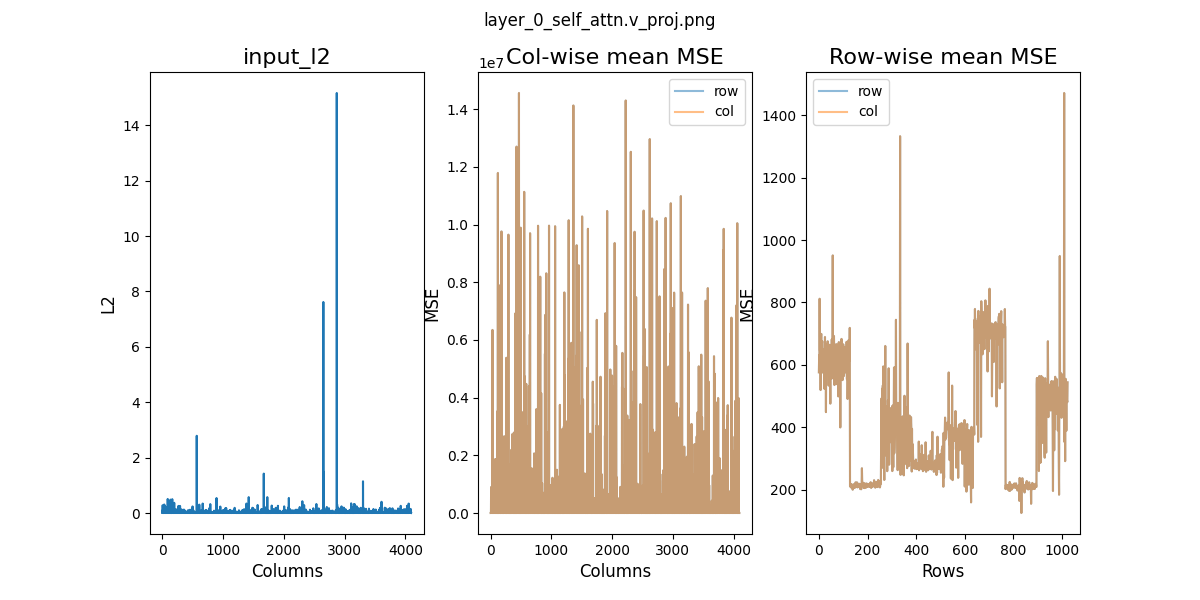 layer_0_self_attn.v_proj.png
input_l2
L2
14
12
10
8
6
4
2
0
0 1000 2000 3000 4000
Columns
Col-wise mean MSE
1e7
row
col
MSE
1.4
1.2
1.0
0.8
0.6
0.4
0.2
0.0
0 1000 2000 3000 4000
Columns
Row-wise mean MSE
row
col
MSE
1400
1200
1000
800
600
400
200
0 200 400 600 800 1000
Rows